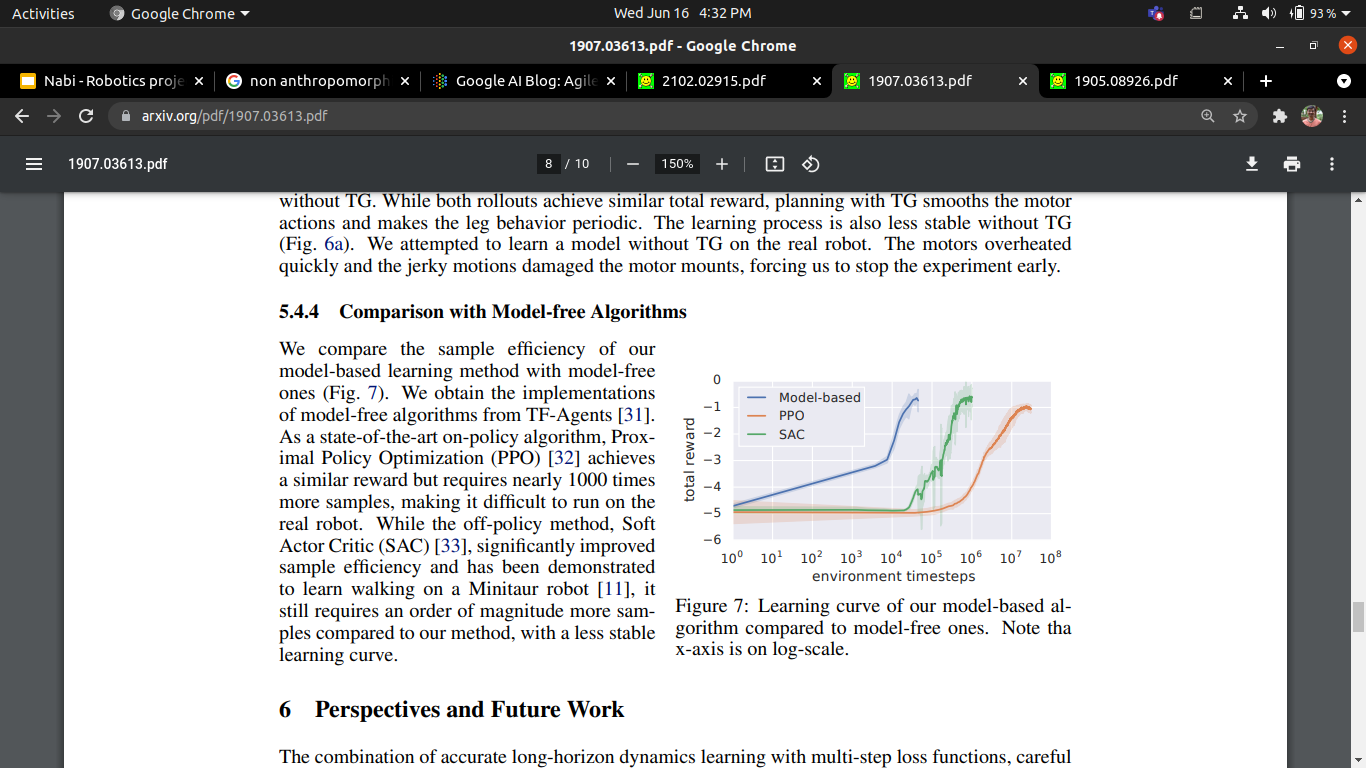 Activities
Google Chrome
Wed Jun 16 4:32 PM
93 %
1907.03613.pdf - Google Chrome
Nabi - Robotics proje
non anthropomorph
Google AI Blog: Agile
2102.02915.pdf
1907.03613.pdf
1905.08926.pdf
arxiv.org/pdf/1907.03613.pdf
1907.03613.pdf
8 / 10
150%
without TG. While both rollouts achieve similar total reward, planning with TG smooths the motor
actions and makes the leg behavior periodic. The learning process is also less stable without TG
(Fig. 6a). We attempted to learn a model without TG on the real robot. The motors overheated
quickly and the jerky motions damaged the motor mounts, forcing us to stop the experiment early.
5.4.4 Comparison with Model-free Algorithms
We compare the sample efficiency of our
model-based learning method with model-free
ones (Fig. 7). We obtain the implementations
of model-free algorithms from TF-Agents [31].
As a state-of-the-art on-policy algorithm, Prox-
imal Policy Optimization (PPO) [32] achieves
a similar reward but requires nearly 1000 times
more samples, making it difficult to run on the
real robot. While the off-policy method, Soft
Actor Critic (SAC) [33], significantly improved
sample efficiency and has been demonstrated
to learn walking on a Minitaur robot [11], it
still requires an order of magnitude more sam-
ples compared to our method, with a less stable
learning curve.
0
−1
−2
−3
−4
−5
−6
total reward
Model-based
PPO
SAC
10⁰ 10¹ 10² 10³ 10⁴ 10⁵ 10⁶ 10⁷ 10⁸
environment timesteps
Figure 7: Learning curve of our model-based al-
gorithm compared to model-free ones. Note tha
x-axis is on log-scale.
6 Perspectives and Future Work
The combination of accurate long-horizon dynamics learning with multi-step loss functions, careful